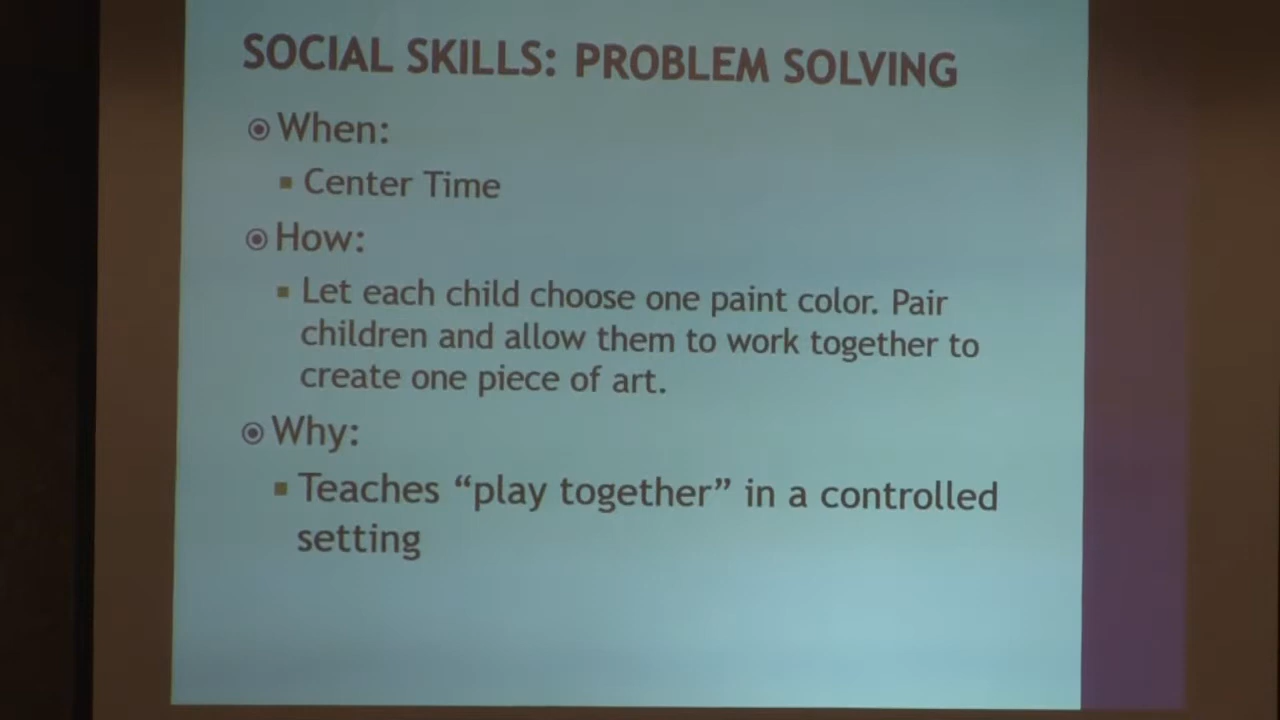 SOCIAL SKILLS: PROBLEM SOLVING
When:
Center Time
How:
Let each child choose one paint color. Pair
children and allow them to work together to
create one piece of art.
Why:
Teaches “play together” in a controlled
setting